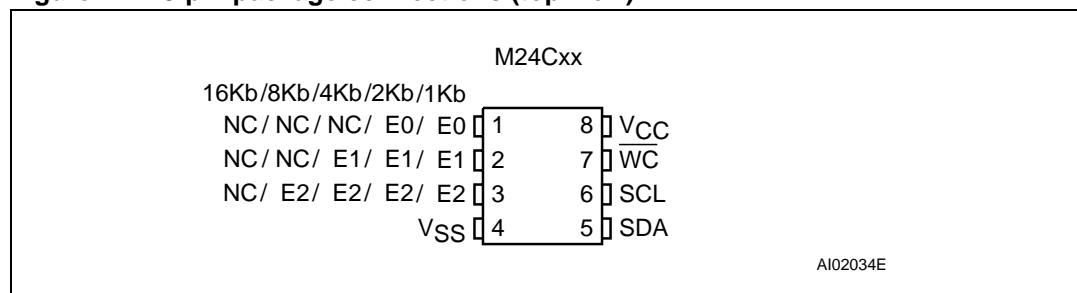 M24Cxx
16Kb/8Kb/4Kb/2Kb/1Kb
NC/ NC/ NC/ E0/ E0 1 8 VCC
NC/ NC/ E1/ E1/ E1 2 7 W̅C̅
NC/ E2/ E2/ E2/ E2 3 6 SCL
VSS 4 5 SDA
AI02034E